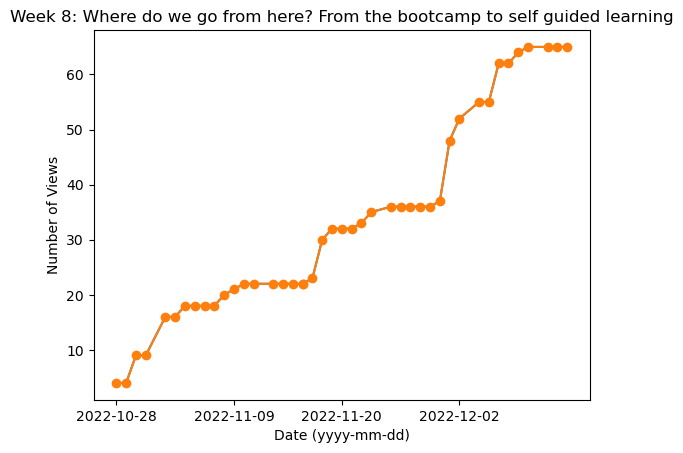 Week 8: Where do we go from here? From the bootcamp to self guided learning
60
50
40
30
20
10
Number of Views
2022-10-28 2022-11-09 2022-11-20 2022-12-02
Date (yyyy-mm-dd)